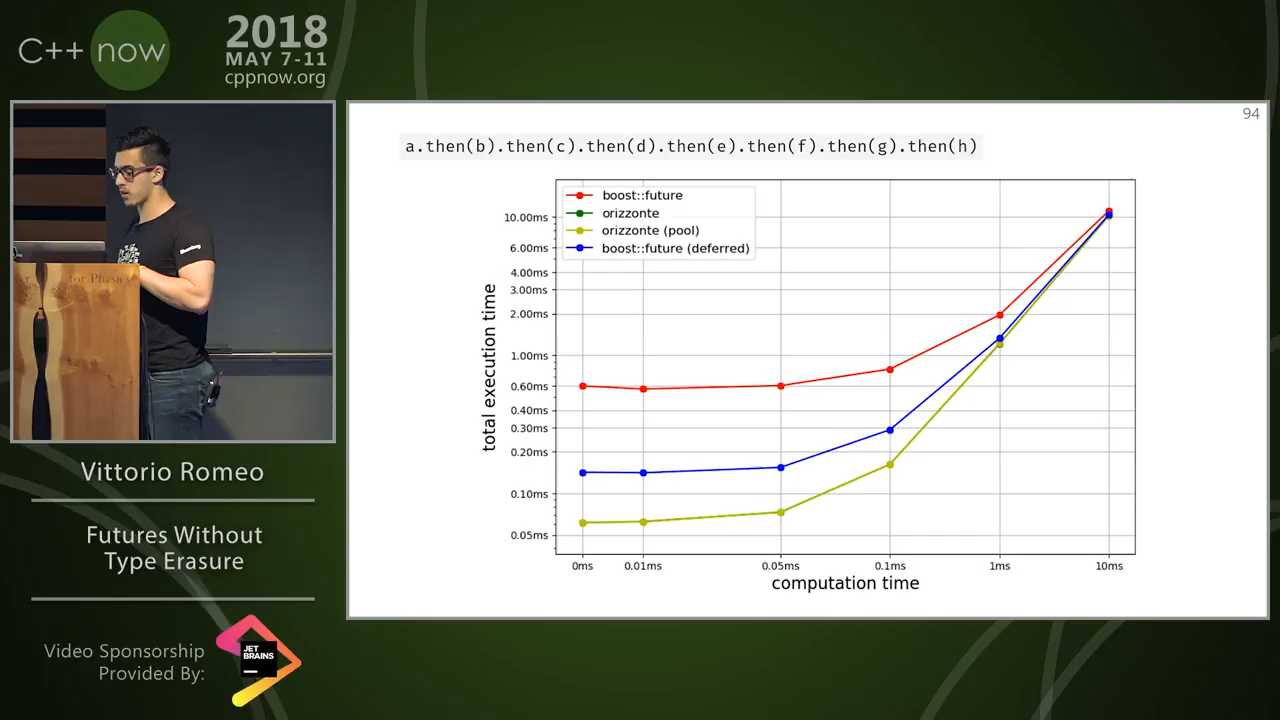 C++ now
2018
MAY 7-11
cppnow.org
94
a.then(b).then(c).then(d).then(e).then(f).then(g).then(h)
boost::future
orizzonte
orizzonte (pool)
boost::future (deferred)
10.00ms
6.00ms
4.00ms
3.00ms
2.00ms
1.00ms
0.60ms
0.40ms
0.30ms
0.20ms
0.10ms
0.05ms
total execution time
0ms 0.01ms 0.05ms 0.1ms 1ms 10ms
computation time
for Physics
Vittorio Romeo
Futures Without
Type Erasure
Video Sponsorship
Provided By:
JET
BRAINS